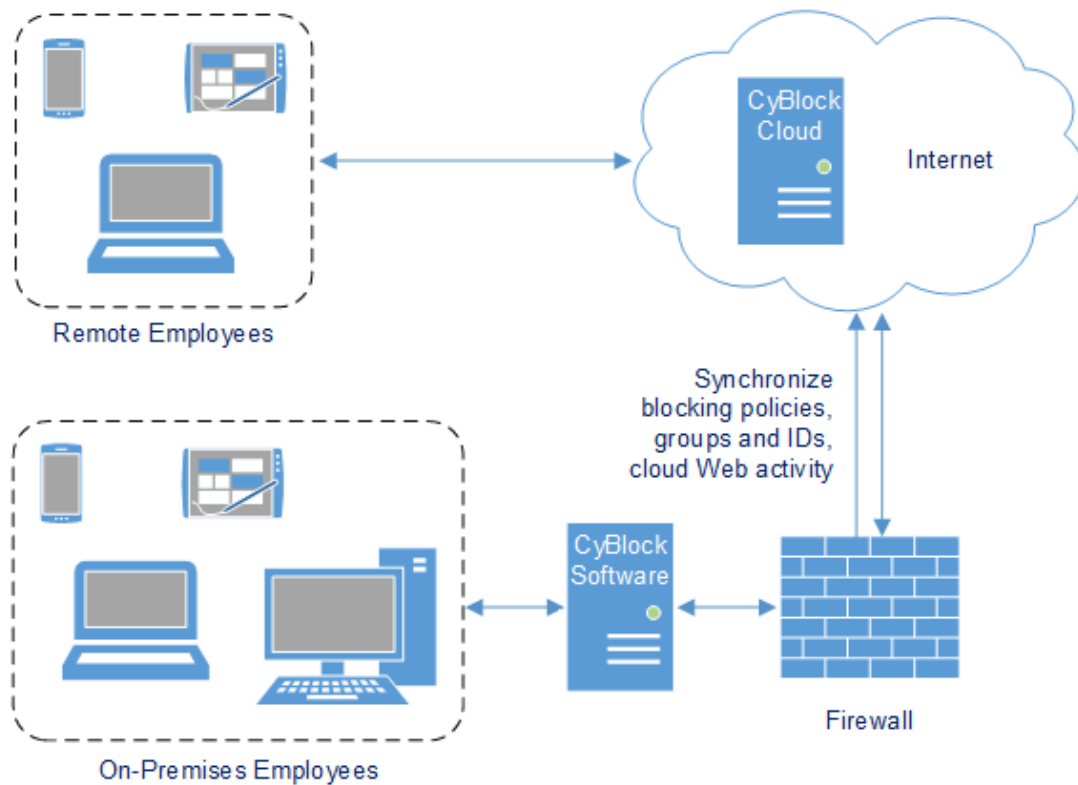 CyBlock
Cloud
Internet
Remote Employees
Synchronize
blocking policies,
groups and IDs,
cloud Web activity
CyBlock
Software
Firewall
On-Premises Employees